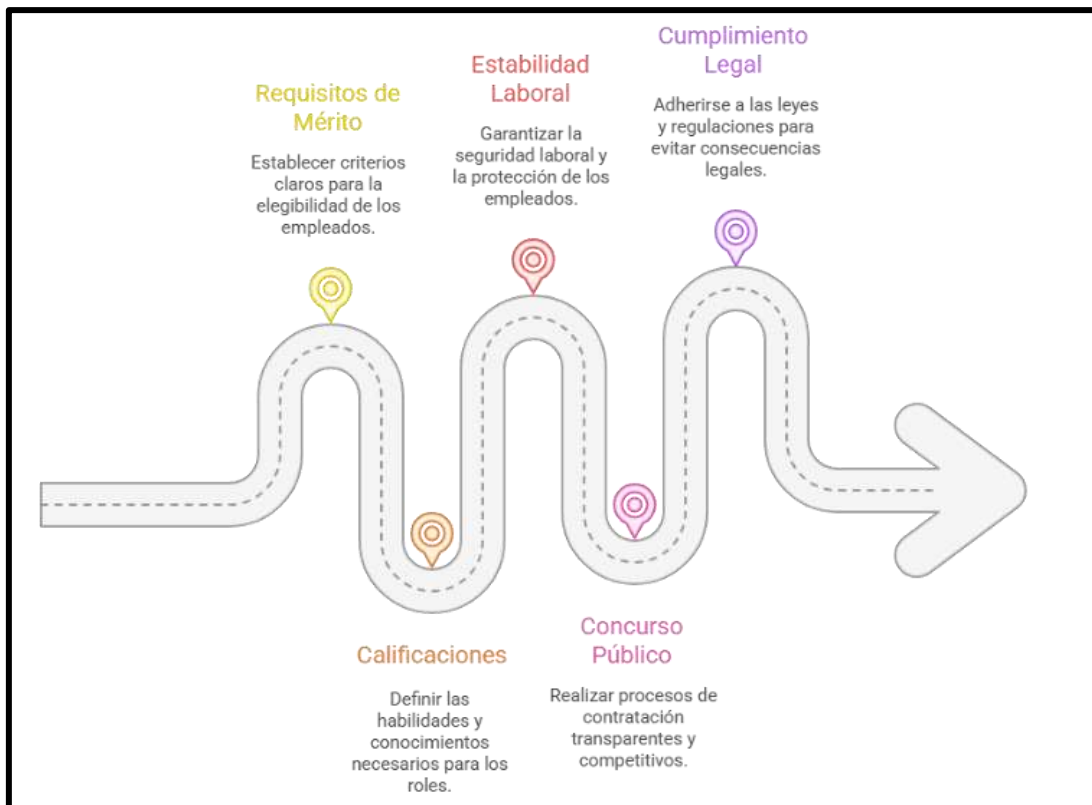 Requisitos de
Mérito
Establecer criterios
claros para la
elegibilidad de los
empleados.
Calificaciones
Definir las
habilidades y
conocimientos
necesarios para los
roles.
Estabilidad
Laboral
Garantizar la
seguridad laboral y
la protección de los
empleados.
Concurso
Público
Realizar procesos de
contratación
transparentes y
competitivos.
Cumplimiento
Legal
Adherirse a las leyes
y regulaciones para
evitar consecuencias
legales.